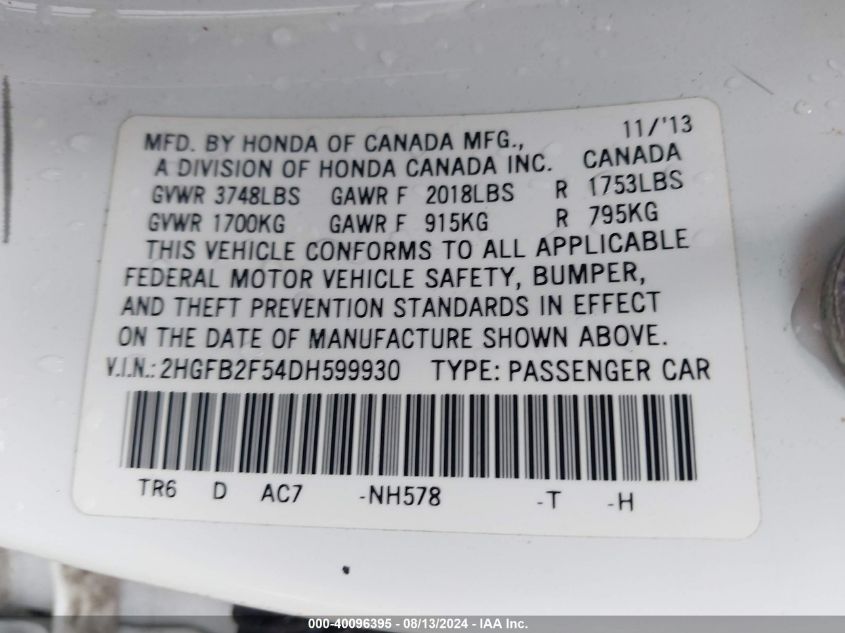 MFD. BY HONDA OF CANADA MFG., 11/'13
A DIVISION OF HONDA CANADA INC. CANADA
GVWR 3748LBS GAWR F 2018LBS R 1753LBS
GVWR 1700KG GAWR F 915KG R 795KG
THIS VEHICLE CONFORMS TO ALL APPLICABLE
FEDERAL MOTOR VEHICLE SAFETY, BUMPER,
AND THEFT PREVENTION STANDARDS IN EFFECT
ON THE DATE OF MANUFACTURE SHOWN ABOVE.
V.I.N.: 2HGFB2F54DH599930 TYPE: PASSENGER CAR
TR6 D AC7 -NH578 -T -H
000-40096395 - 08/13/2024 - IAA Inc.